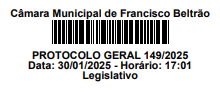 Câmara Municipal de Francisco Beltrão
PROTOCOLO GERAL 149/2025
Data: 30/01/2025 - Horário: 17:01
Legislativo